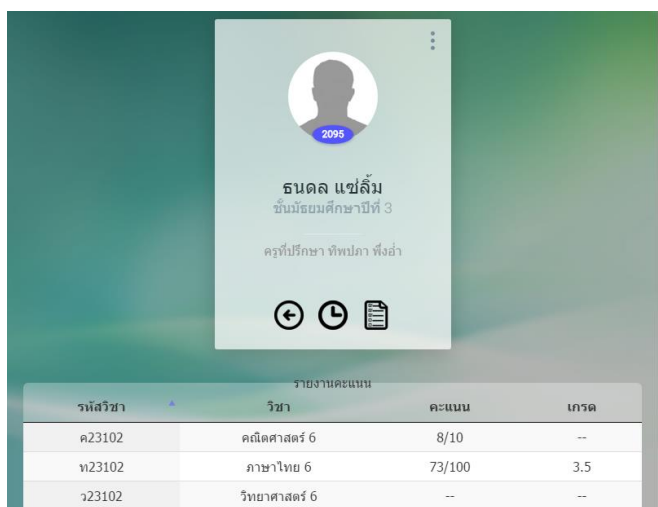 2095
ธนดล แซ่ลิ้ม
ชั้นมัธยมศึกษาปีที่ 3
ครูที่ปรึกษา ทิพปภา พึ่งฉ่ำ
รายงานคะแนน
รหัสวิชา วิชา คะแนน เกรด
ค23102 คณิตศาสตร์ 6 8/10 --
ท23102 ภาษาไทย 6 73/100 3.5
ว23102 วิทยาศาสตร์ 6 -- --